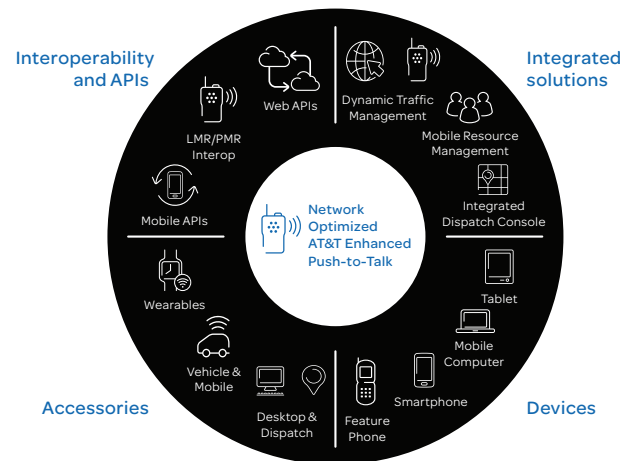 Interoperability
and APIs
Web APIs
LMR/PMR
Interop
Mobile APIs
Integrated
solutions
Dynamic Traffic
Management
Mobile Resource
Management
Integrated
Dispatch Console
Network
Optimized
AT&T Enhanced
Push-to-Talk
Wearables
Vehicle &
Mobile
Desktop &
Dispatch
Accessories
Tablet
Mobile
Computer
Smartphone
Feature
Phone
Devices